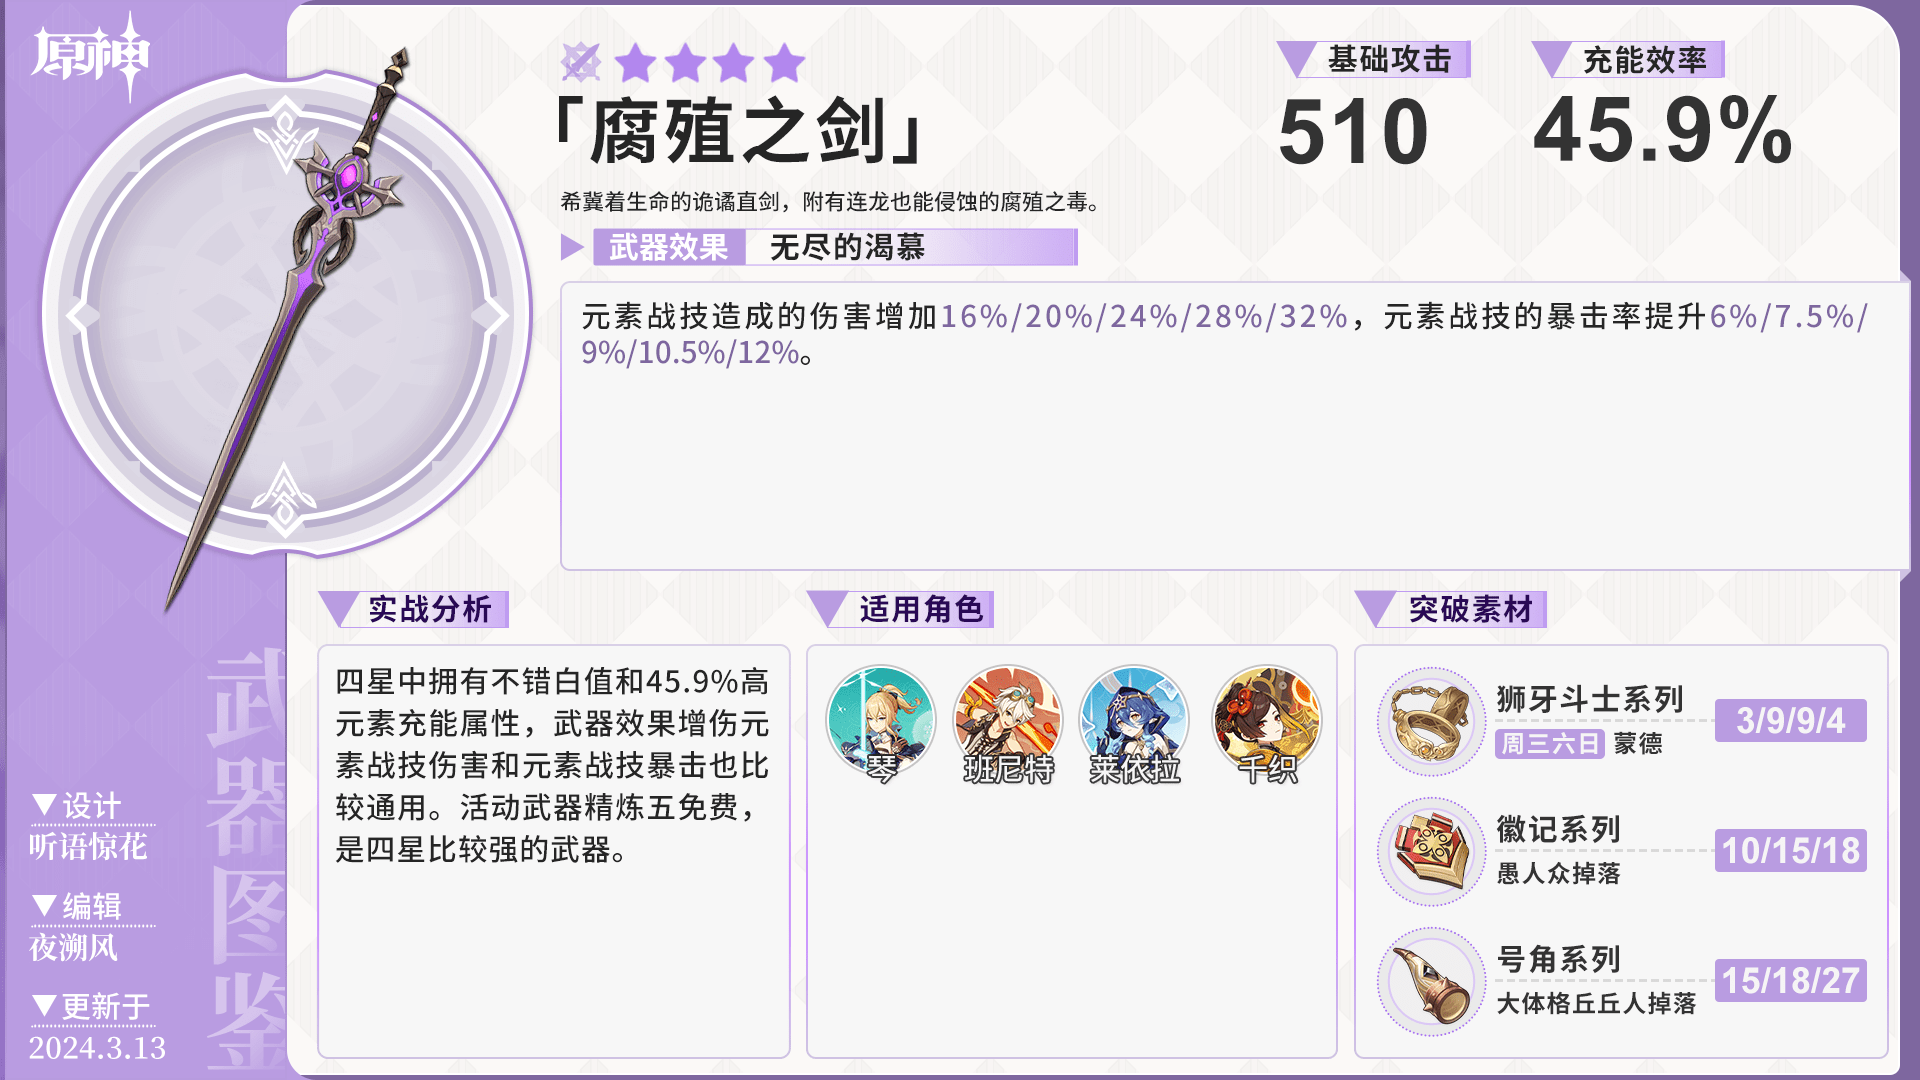 原神
「腐殖之剑」
希冀着生命的诡谲直剑，附有连龙也能侵蚀的腐殖之毒。
基础攻击
510
充能效率
45.9%
武器效果
无尽的渴慕
元素战技造成的伤害增加16%/20%/24%/28%/32%，元素战技的暴击率提升6%/7.5%/
9%/10.5%/12%。
实战分析
四星中拥有不错白值和45.9%高
元素充能属性，武器效果增伤元
素战技伤害和元素战技暴击也比
较通用。活动武器精炼五免费，
是四星比较强的武器。
适用角色
琴
班尼特
莱依拉
千织
突破素材
狮牙斗士系列
周三六日 蒙德
3/9/9/4
徽记系列
愚人众掉落
10/15/18
号角系列
大体格丘丘人掉落
15/18/27
武器图鉴
▼设计
听语惊花
▼编辑
夜溯风
▼更新于
2024.3.13